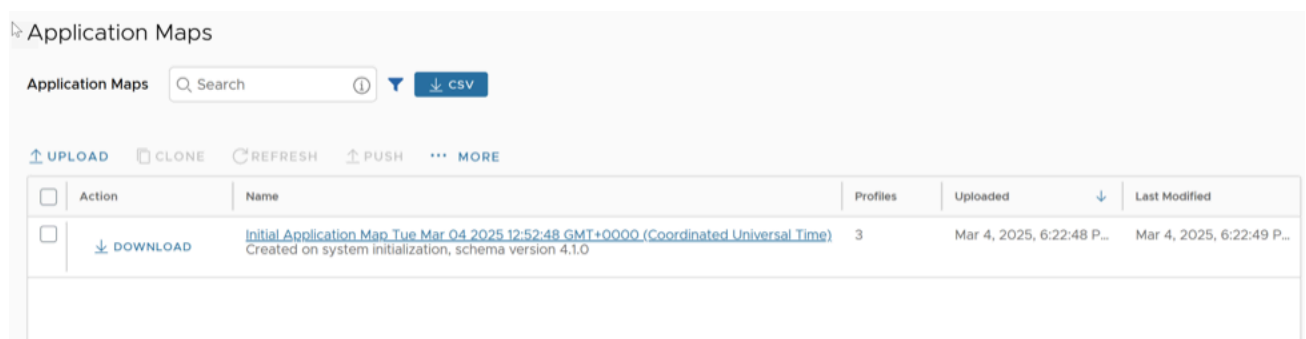 Application Maps
Application Maps Search CSV
UPLOAD CLONE REFRESH PUSH ... MORE
Action Name Profiles Uploaded Last Modified
DOWNLOAD Initial Application Map Tue Mar 04 2025 12:52:48 GMT+0000 (Coordinated Universal Time) 3 Mar 4, 2025, 6:22:48 P... Mar 4, 2025, 6:22:49 P...
Created on system initialization, schema version 4.1.0